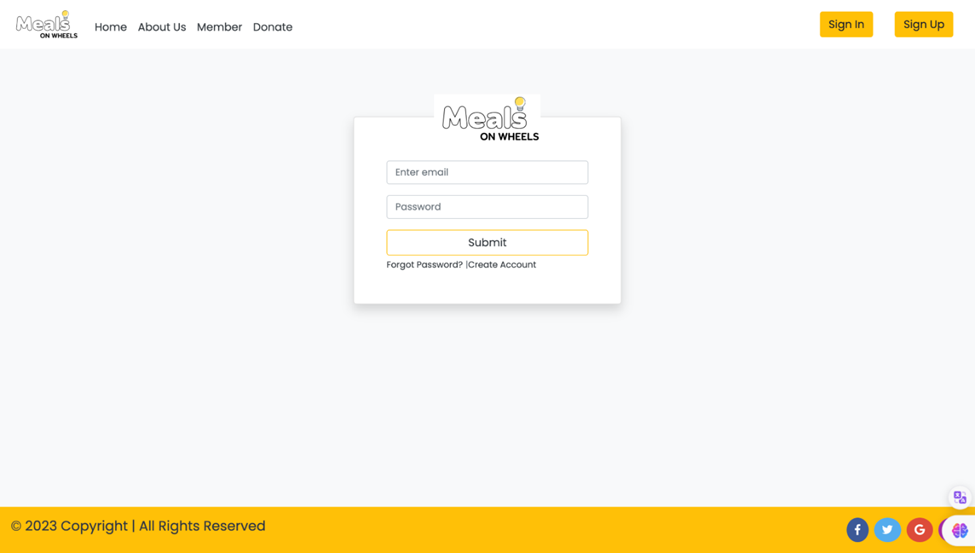 Meals
ON WHEELS
Home About Us Member Donate
Sign In Sign Up
Meals
ON WHEELS
Enter email
Password
Submit
Forgot Password? |Create Account
© 2023 Copyright | All Rights Reserved